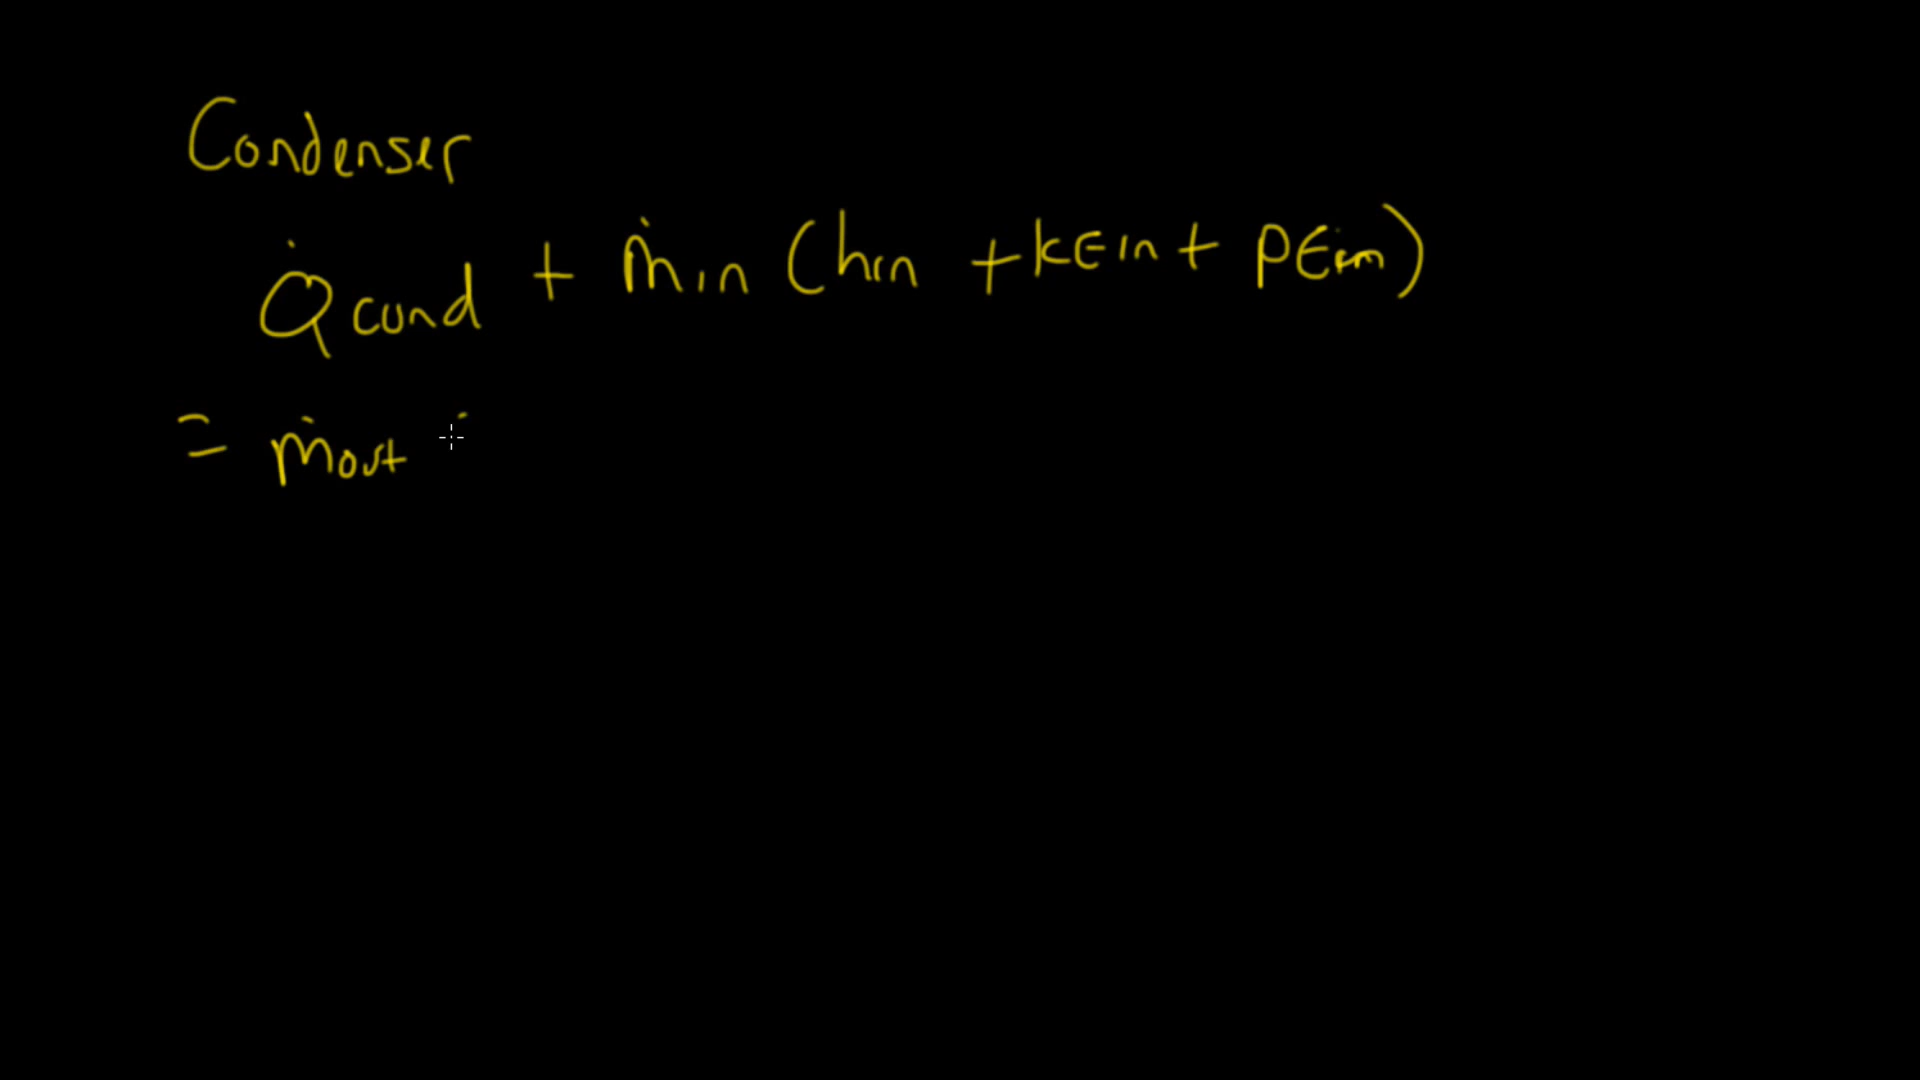 Condenser
Q̇cond + ṁin (hin + KEin + PEin)
= ṁout